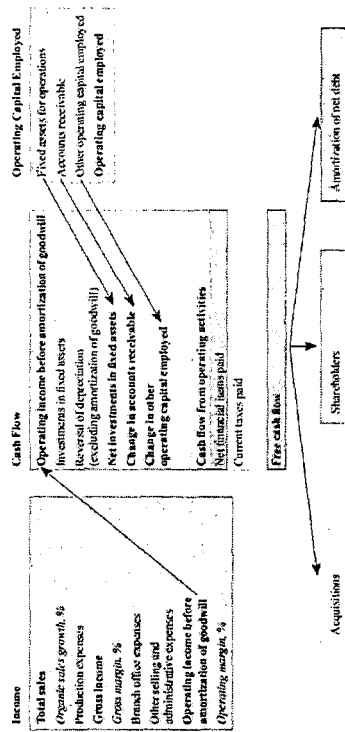 Income
Total sales
Organic sales growth, %
Production expenses
Gross income
Gross margin, %
Branch office expenses
Other selling and
administrative expenses
Operating income before
amortization of goodwill
Operating margin, %
Cash Flow
Operating income before amortization of goodwill
Investments in fixed assets
Reversal of depreciation
(excluding amortization of goodwill)
Net investments in fixed assets
Change in accounts receivable
Change in other
operating capital employed
Cash flow from operating activities
Net financial items paid
Current taxes paid
Free cash flow
Operating Capital Employed
Fixed assets for operations
Accounts receivable
Other operating capital employed
Operating capital employed
Acquisitions
Shareholders
Amortization of net debt